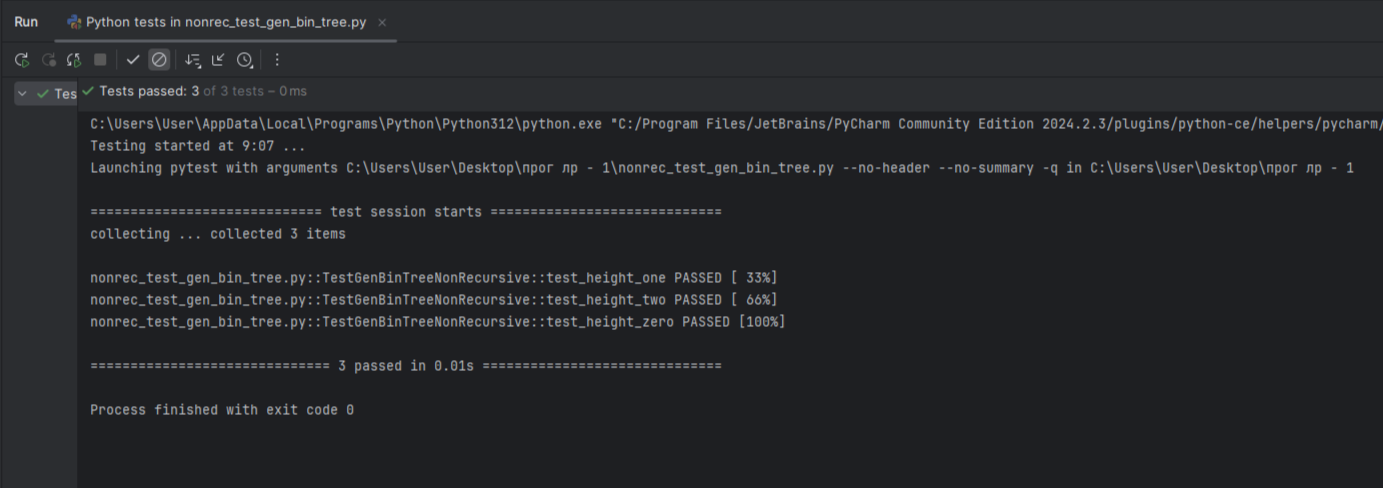 Run Python tests in nonrec_test_gen_bin_tree.py ×
Tes Tests passed: 3 of 3 tests – 0 ms
C:\Users\User\AppData\Local\Programs\Python\Python312\python.exe "C:/Program Files/JetBrains/PyCharm Community Edition 2024.2.3/plugins/python-ce/helpers/pycharm/
Testing started at 9:07 ...
Launching pytest with arguments C:\Users\User\Desktop\прог лр - 1\nonrec_test_gen_bin_tree.py --no-header --no-summary -q in C:\Users\User\Desktop\прог лр - 1
============================= test session starts =============================
collecting ... collected 3 items
nonrec_test_gen_bin_tree.py::TestGenBinTreeNonRecursive::test_height_one PASSED [ 33%]
nonrec_test_gen_bin_tree.py::TestGenBinTreeNonRecursive::test_height_two PASSED [ 66%]
nonrec_test_gen_bin_tree.py::TestGenBinTreeNonRecursive::test_height_zero PASSED [100%]
============================== 3 passed in 0.01s ==============================
Process finished with exit code 0